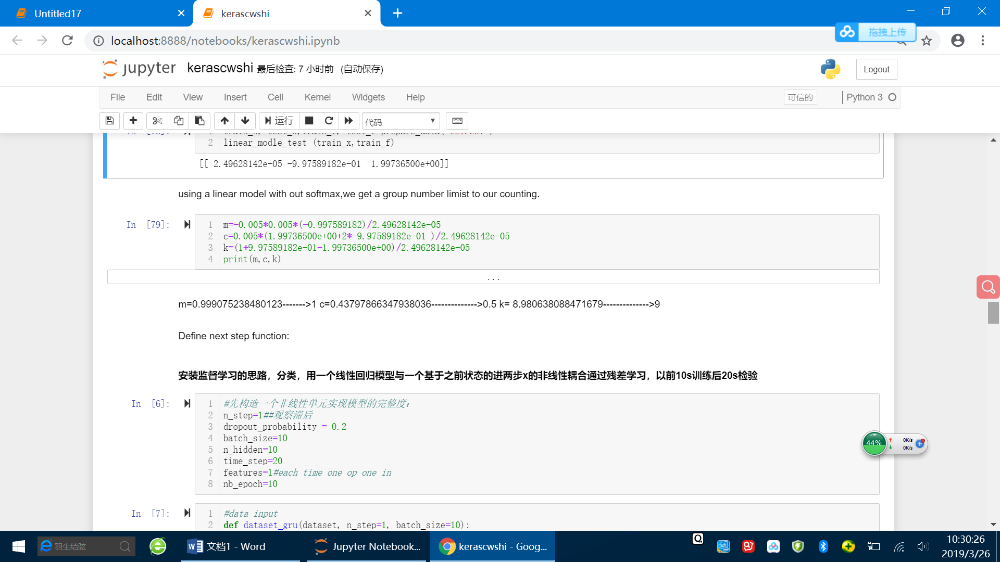 Untitled17
kerascwshi
localhost:8888/notebooks/kerascwshi.ipynb
拖拽上传
jupyter kerascwshi 最后检查: 7 小时前 (自动保存)
Logout
File Edit View Insert Cell Kernel Widgets Help
可信的
Python 3
运行
代码
2 linear_modle_test (train_x,train_f)
[[ 2.49628142e-05 -9.97589182e-01  1.99736500e+00]]
using a linear model with out softmax,we get a group number limist to our counting.
In [79]:
1 m=-0.005*0.005*(-0.997589182)/2.49628142e-05
2 c=0.005*(1.99736500e+00+2*-9.97589182e-01 )/2.49628142e-05
3 k=(1+9.97589182e-01-1.99736500e+00)/2.49628142e-05
4 print(m,c,k)
...
m=0.999075238480123------->1 c=0.43797866347938036-------------->0.5 k= 8.980638088471679-------------->9
Define next step function:
安装监督学习的思路，分类，用一个线性回归模型与一个基于之前状态的进两步x的非线性耦合通过残差学习，以前10s训练后20s检验
In [6]:
1 #先构造一个非线性单元实现模型的完整度：
2 n_step=1##观察滞后
3 dropout_probability = 0.2
4 batch_size=10
5 n_hidden=10
6 time_step=20
7 features=1#each time one op one in
8 nb_epoch=10
In [7]:
1 #data input
2 def dataset_gru(dataset, n_step=1, batch_size=10):
44%
0K/s
0K/s
羽生结弦
文档1 - Word
Jupyter Notebook...
kerascwshi - Goog...
10:30:26
2019/3/26